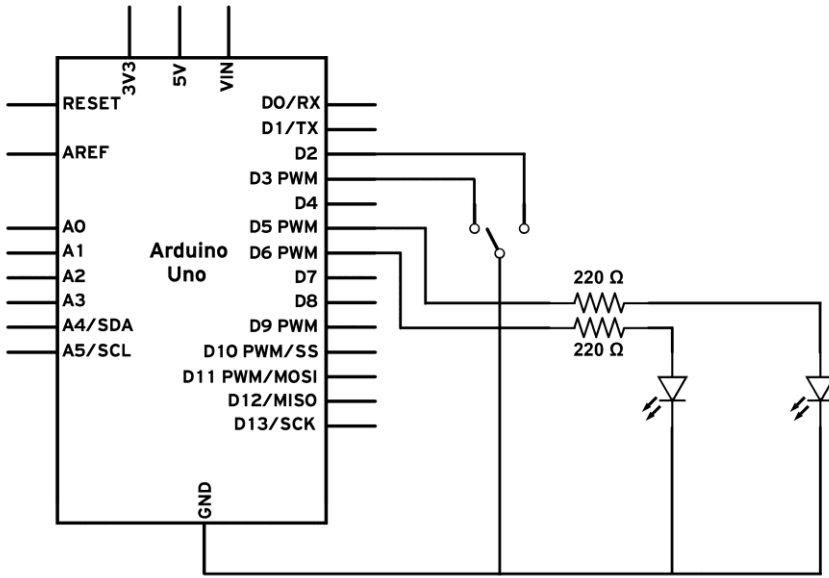 3V3
5V
VIN
RESET
AREF
A0
A1
A2
A3
A4/SDA
A5/SCL
Arduino
Uno
D0/RX
D1/TX
D2
D3 PWM
D4
D5 PWM
D6 PWM
D7
D8
D9 PWM
D10 PWM/SS
D11 PWM/MOSI
D12/MISO
D13/SCK
GND
220 Ω
220 Ω